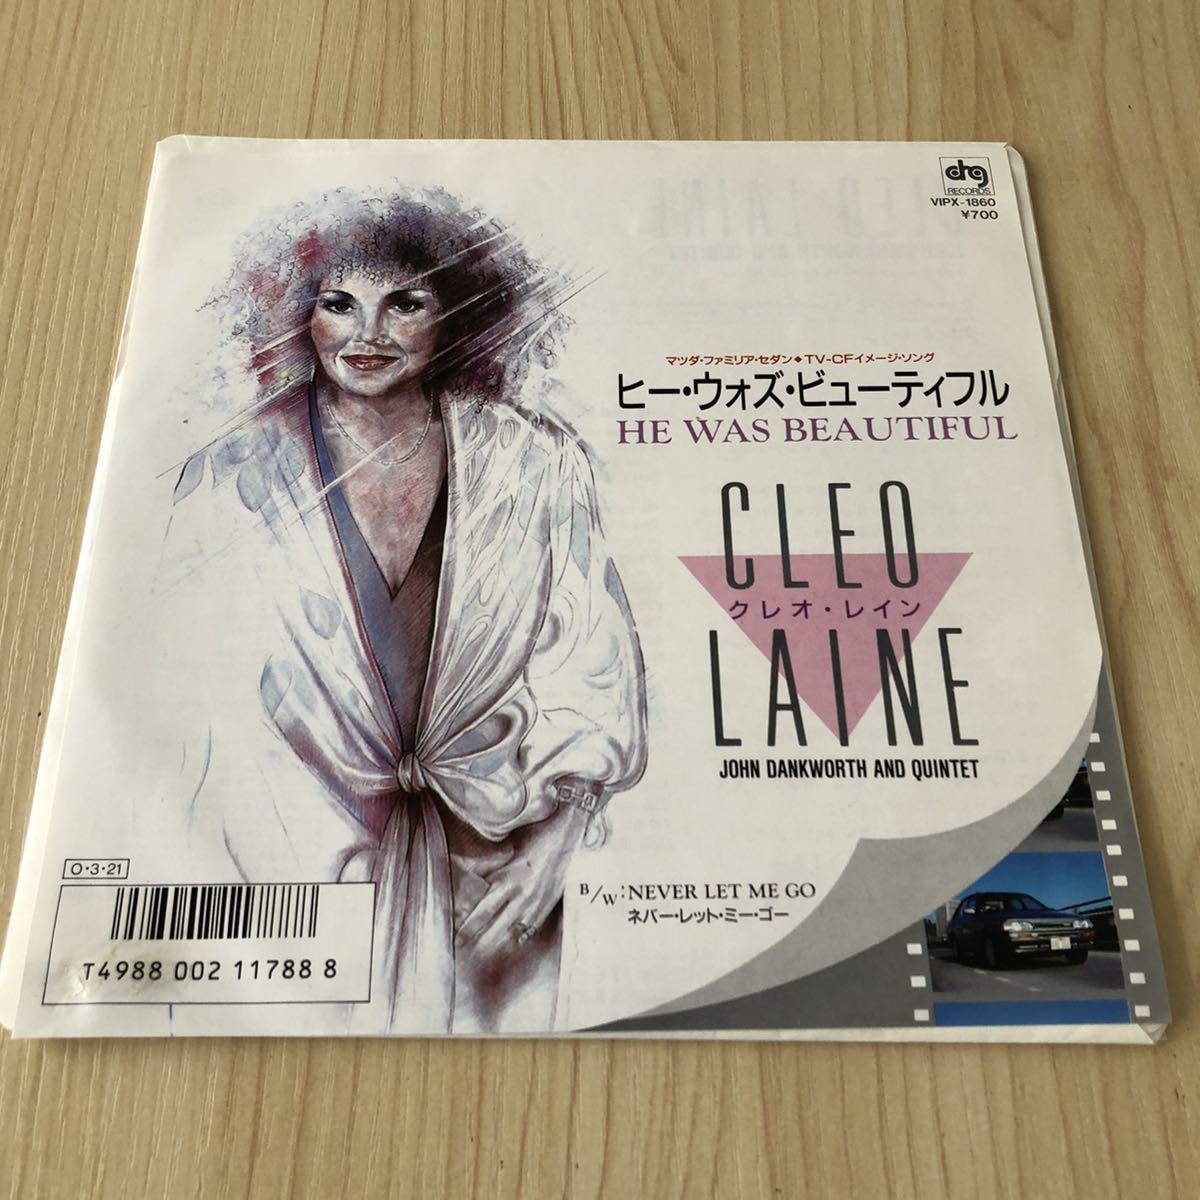 drg
RECORDS
VIPX-1860
¥700
マツダ・ファミリア・セダン◆TV-CFイメージ・ソング
ヒー・ウォズ・ビューティフル
HE WAS BEAUTIFUL
CLEO
クレオ・レイン
LAINE
JOHN DANKWORTH AND QUINTET
B/W:NEVER LET ME GO
ネバー・レット・ミー・ゴー
O・3・21
T4988 002 11788 8